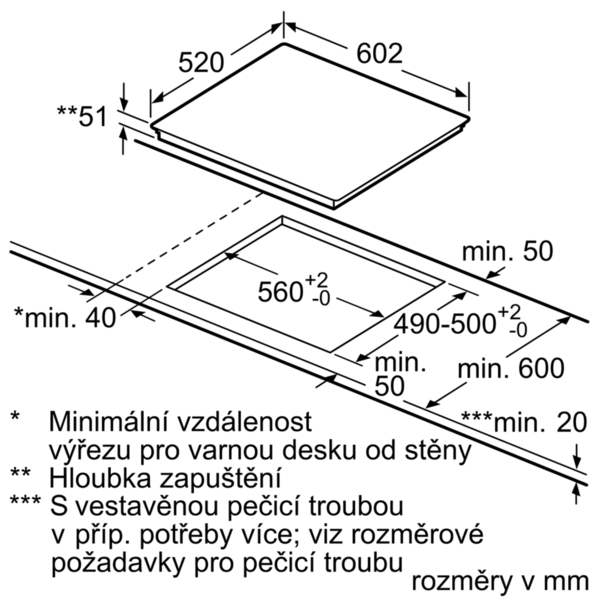 520
602
**51
min. 50
560 +2 -0
*min. 40
490-500 +2 -0
min. 50
min. 600
***min. 20
* Minimální vzdálenost
výřezu pro varnou desku od stěny
** Hloubka zapuštění
*** S vestavěnou pečicí troubou
v příp. potřeby více; viz rozměrové
požadavky pro pečicí troubu
rozměry v mm